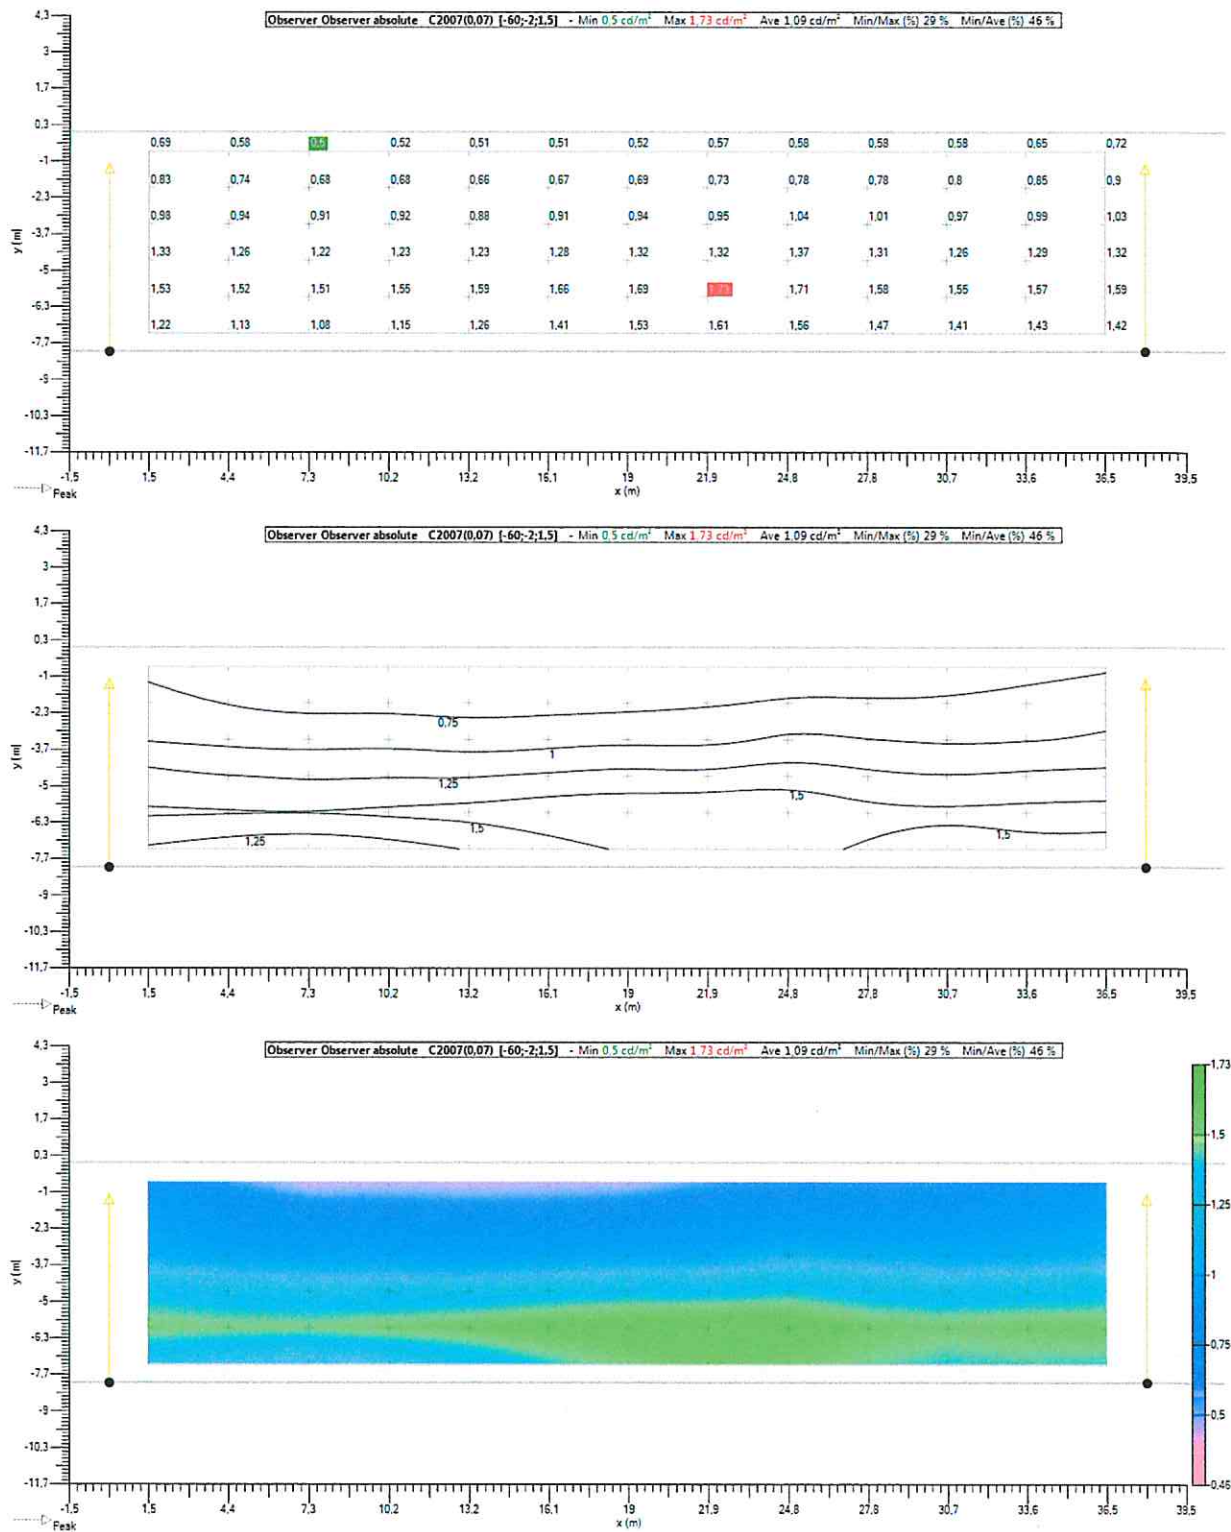 Observer Observer absolute C2007(0,07) [-60;-2;1,5] - Min 0,5 cd/m² Max 1,73 cd/m² Ave 1,09 cd/m² Min/Max (%) 29 % Min/Ave (%) 46 %
4,3
3
1,7
0,3
0,69 0,58 0,5 0,52 0,51 0,51 0,52 0,57 0,58 0,58 0,58 0,65 0,72
-1
0,83 0,74 0,68 0,68 0,66 0,67 0,69 0,73 0,78 0,78 0,8 0,85 0,9
-2,3
0,98 0,94 0,91 0,92 0,88 0,91 0,94 0,95 1,04 1,01 0,97 0,99 1,03
y (m)
-3,7
1,33 1,26 1,22 1,23 1,23 1,28 1,32 1,32 1,37 1,31 1,26 1,29 1,32
-5
1,53 1,52 1,51 1,55 1,59 1,66 1,69 1,73 1,71 1,58 1,55 1,57 1,59
-6,3
1,22 1,13 1,08 1,15 1,26 1,41 1,53 1,61 1,56 1,47 1,41 1,43 1,42
-7,7
-9
-10,3
-11,7
-1,5 1,5 4,4 7,3 10,2 13,2 16,1 19 21,9 24,8 27,8 30,7 33,6 36,5 39,5
x (m)
Peak
Observer Observer absolute C2007(0,07) [-60;-2;1,5] - Min 0,5 cd/m² Max 1,73 cd/m² Ave 1,09 cd/m² Min/Max (%) 29 % Min/Ave (%) 46 %
4,3
3
1,7
0,3
-1
-2,3
0,75
y (m)
-3,7
1
-5
1,25
1,5
-6,3
1,5
1,5
1,25
-7,7
-9
-10,3
-11,7
-1,5 1,5 4,4 7,3 10,2 13,2 16,1 19 21,9 24,8 27,8 30,7 33,6 36,5 39,5
x (m)
Peak
Observer Observer absolute C2007(0,07) [-60;-2;1,5] - Min 0,5 cd/m² Max 1,73 cd/m² Ave 1,09 cd/m² Min/Max (%) 29 % Min/Ave (%) 46 %
4,3
3
1,7
0,3
-1
-2,3
y (m)
-3,7
-5
-6,3
-7,7
-9
-10,3
-11,7
1,73
1,5
1,25
1
0,75
0,5
0,45
-1,5 1,5 4,4 7,3 10,2 13,2 16,1 19 21,9 24,8 27,8 30,7 33,6 36,5 39,5
x (m)
Peak